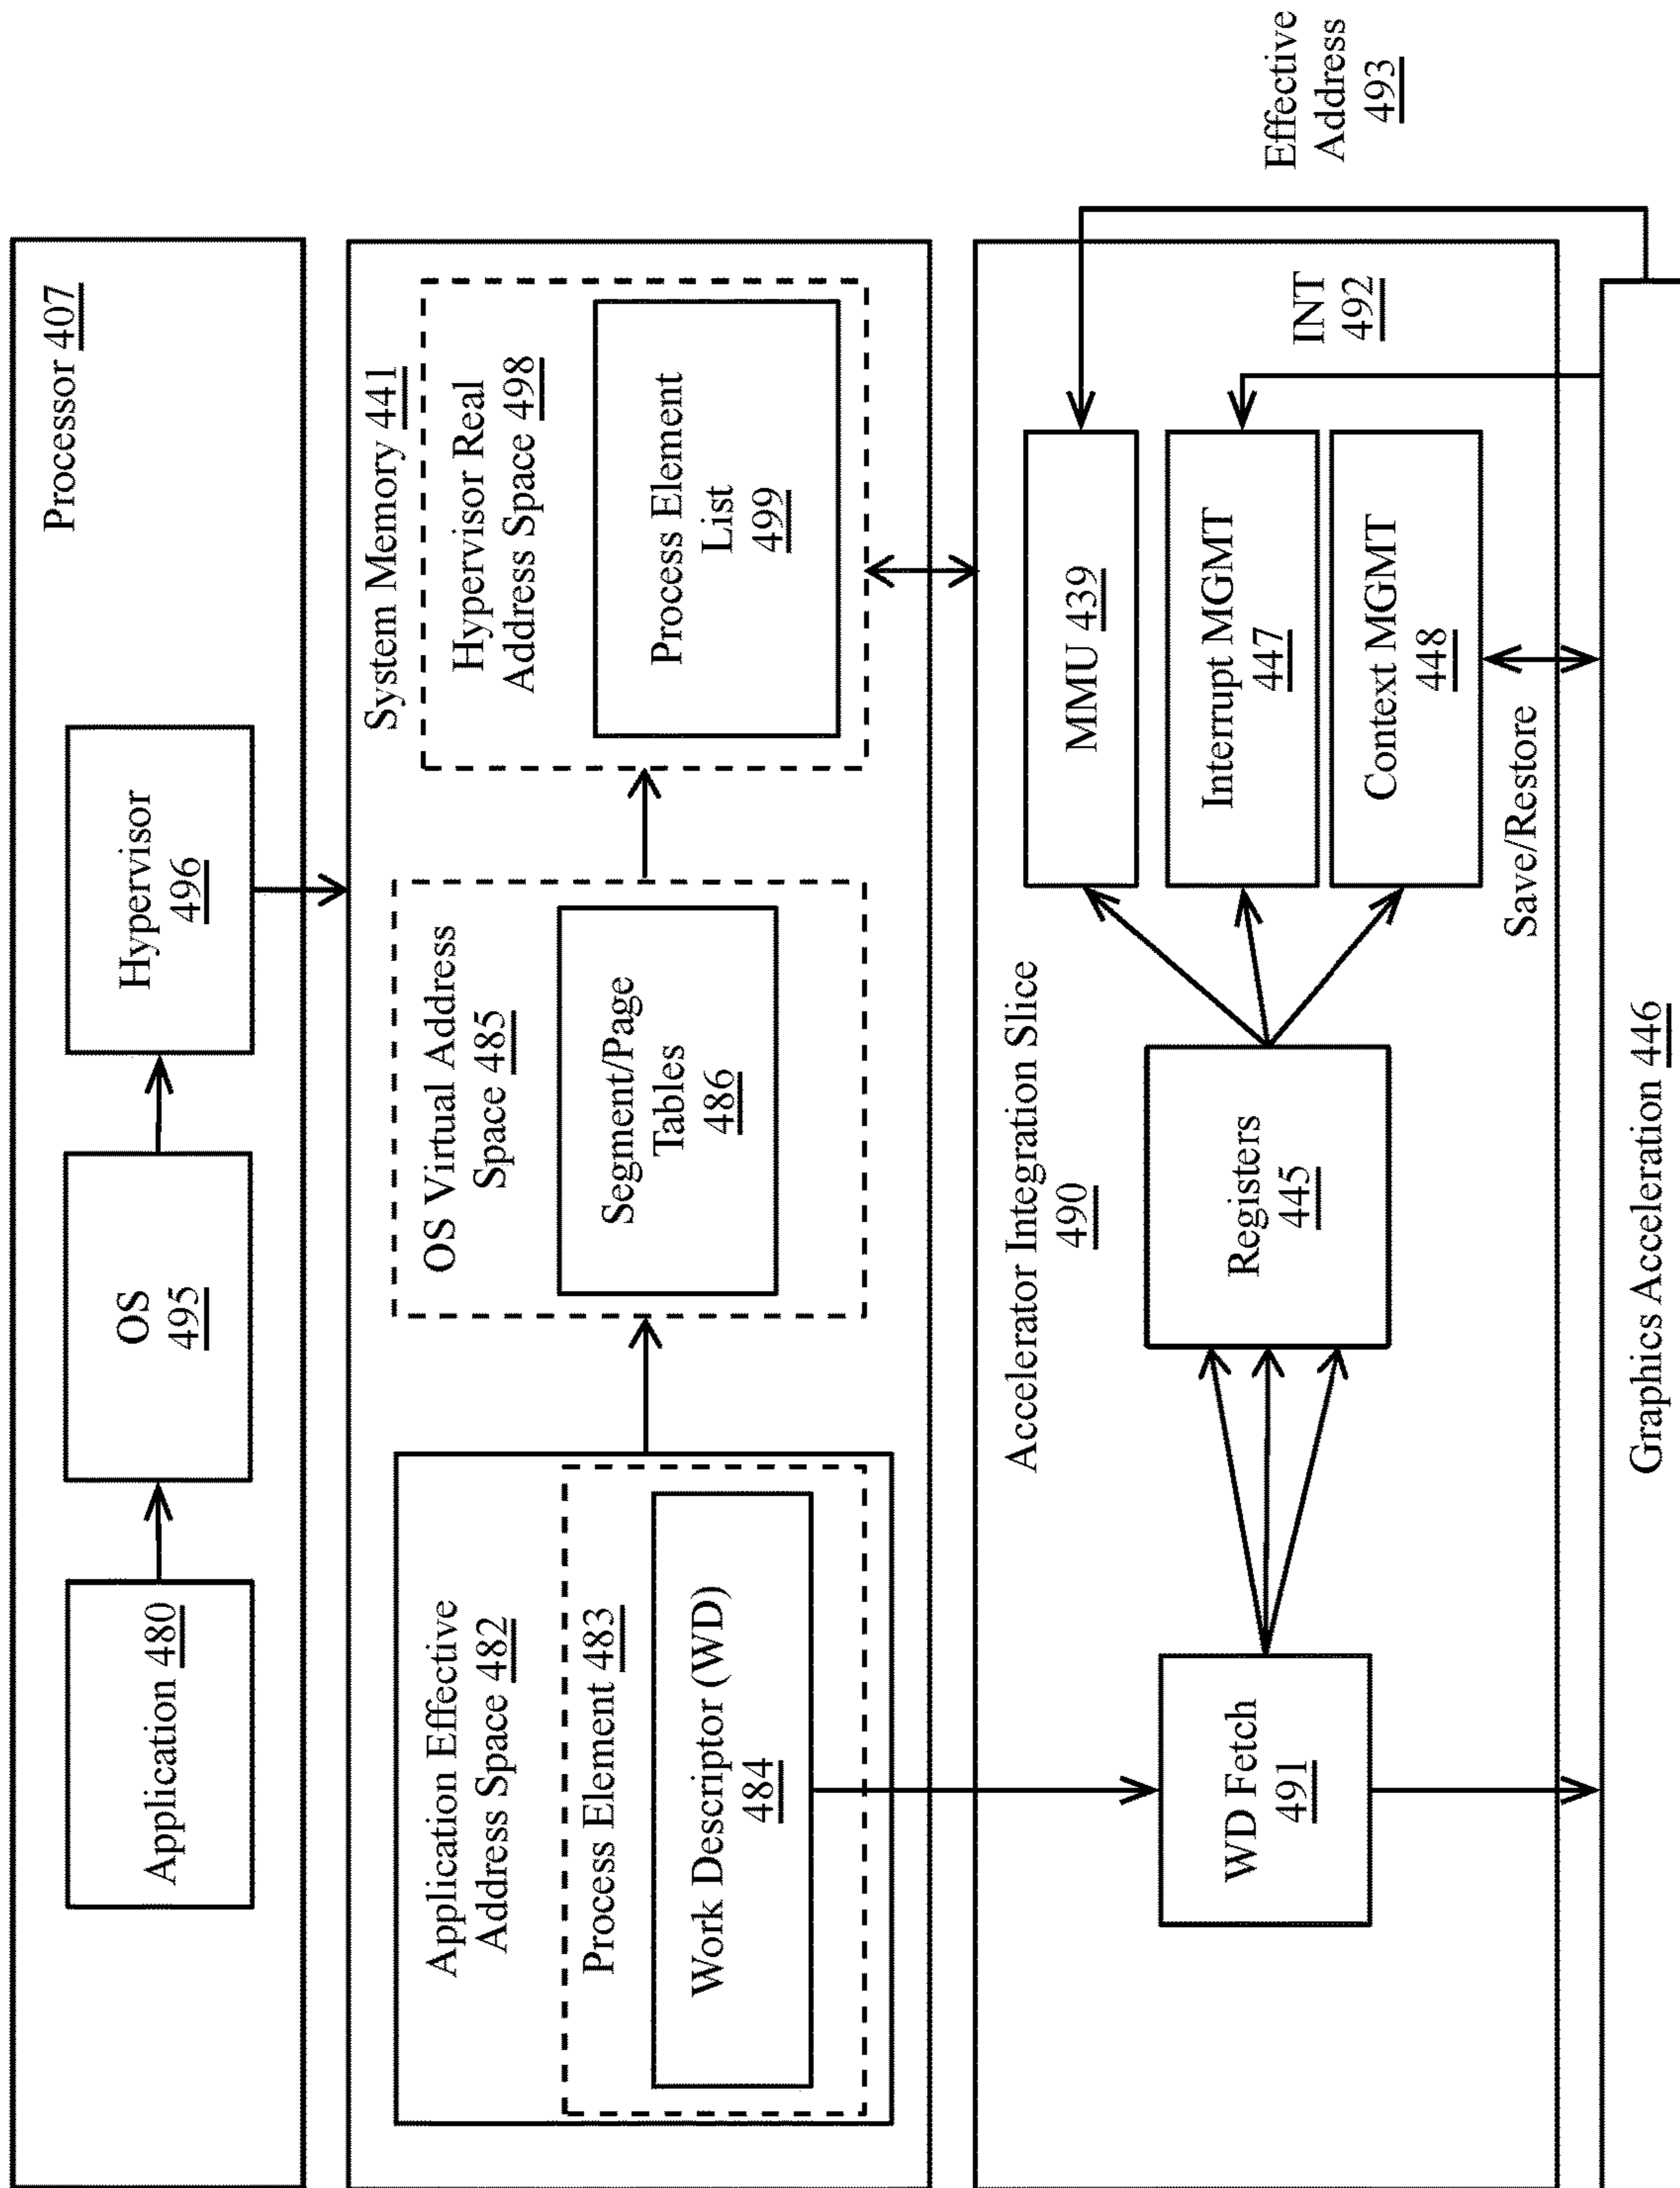 Processor 407
Application 480
OS
495
Hypervisor
496
System Memory 441
Application Effective
Address Space 482
Process Element 483
Work Descriptor (WD)
484
OS Virtual Address
Space 485
Segment/Page
Tables
486
Hypervisor Real
Address Space 498
Process Element
List
499
Accelerator Integration Slice
490
WD Fetch
491
Registers
445
MMU 439
Interrupt MGMT
447
Context MGMT
448
INT
492
Effective
Address
493
Save/Restore
Graphics Acceleration 446